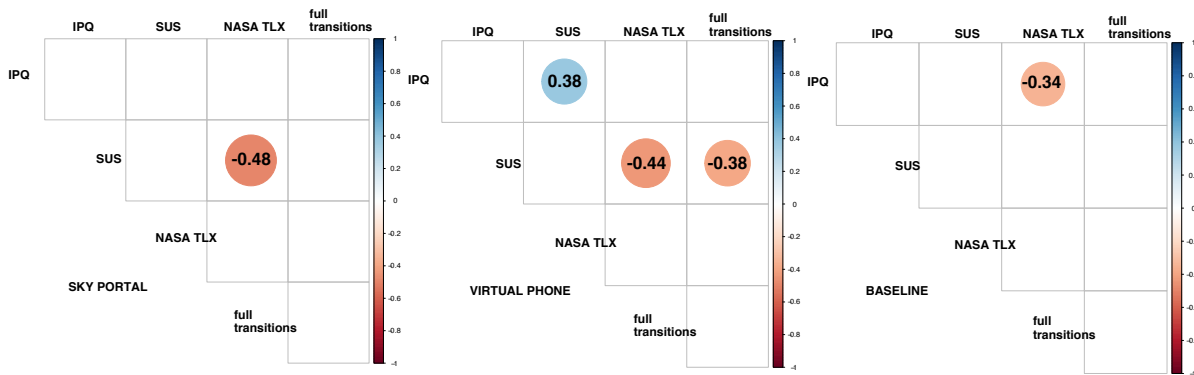 IPQ SUS NASA TLX full
transitions
IPQ
SUS -0.48
NASA TLX
SKY PORTAL
full
transitions
1
0.8
0.6
0.4
0.2
0
-0.2
-0.4
-0.6
-0.8
-1
IPQ SUS NASA TLX full
transitions
IPQ 0.38
SUS -0.44 -0.38
NASA TLX
VIRTUAL PHONE
full
transitions
1
0.8
0.6
0.4
0.2
0
-0.2
-0.4
-0.6
-0.8
-1
IPQ SUS NASA TLX full
transitions
IPQ -0.34
SUS
NASA TLX
BASELINE
full
transitions